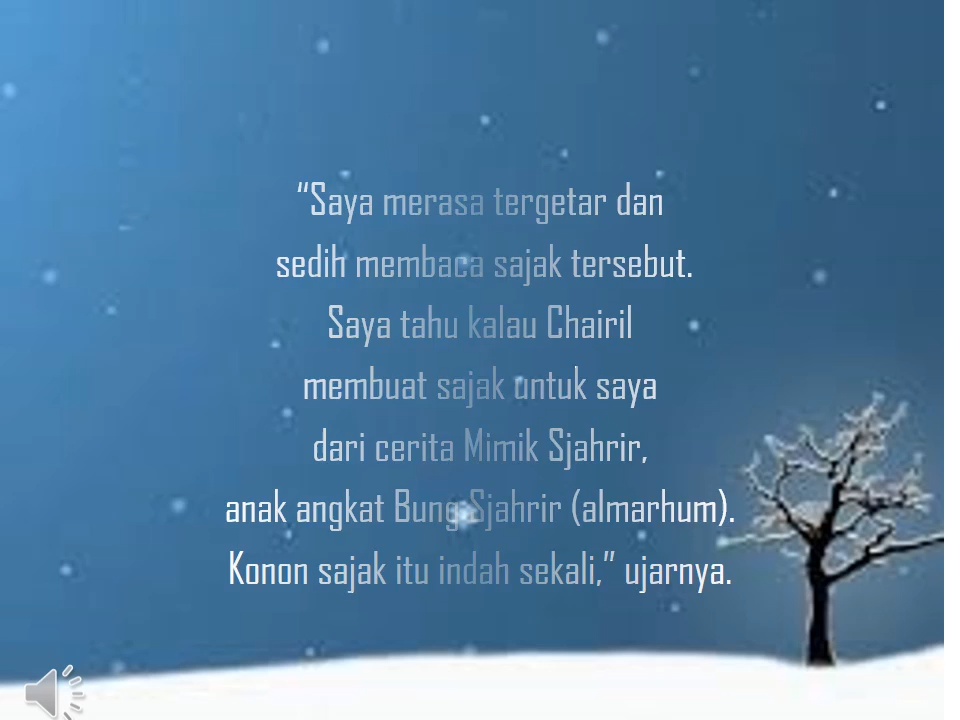 “Saya merasa tergetar dan
sedih membaca sajak tersebut.
Saya tahu kalau Chairil
membuat sajak untuk saya
dari cerita Mimik Sjahrir,
anak angkat Bung Sjahrir (almarhum).
Konon sajak itu indah sekali,” ujarnya.